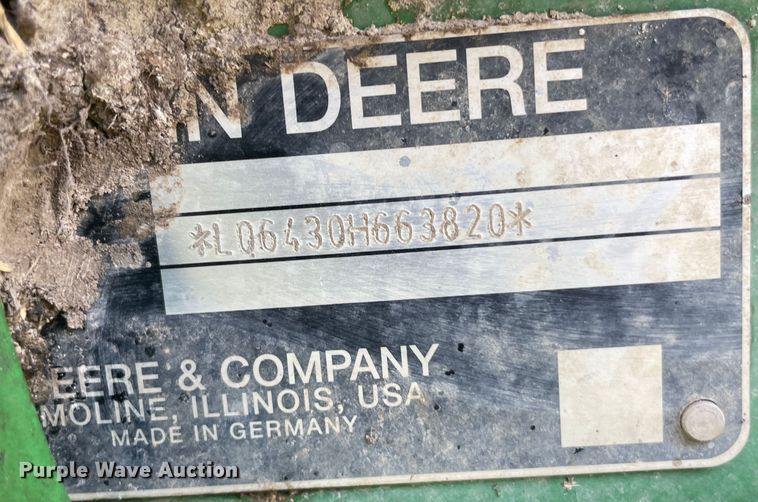 N DEERE
*L06430H663820*
EERE & COMPANY
MOLINE, ILLINOIS, USA
MADE IN GERMANY
Purple Wave Auction